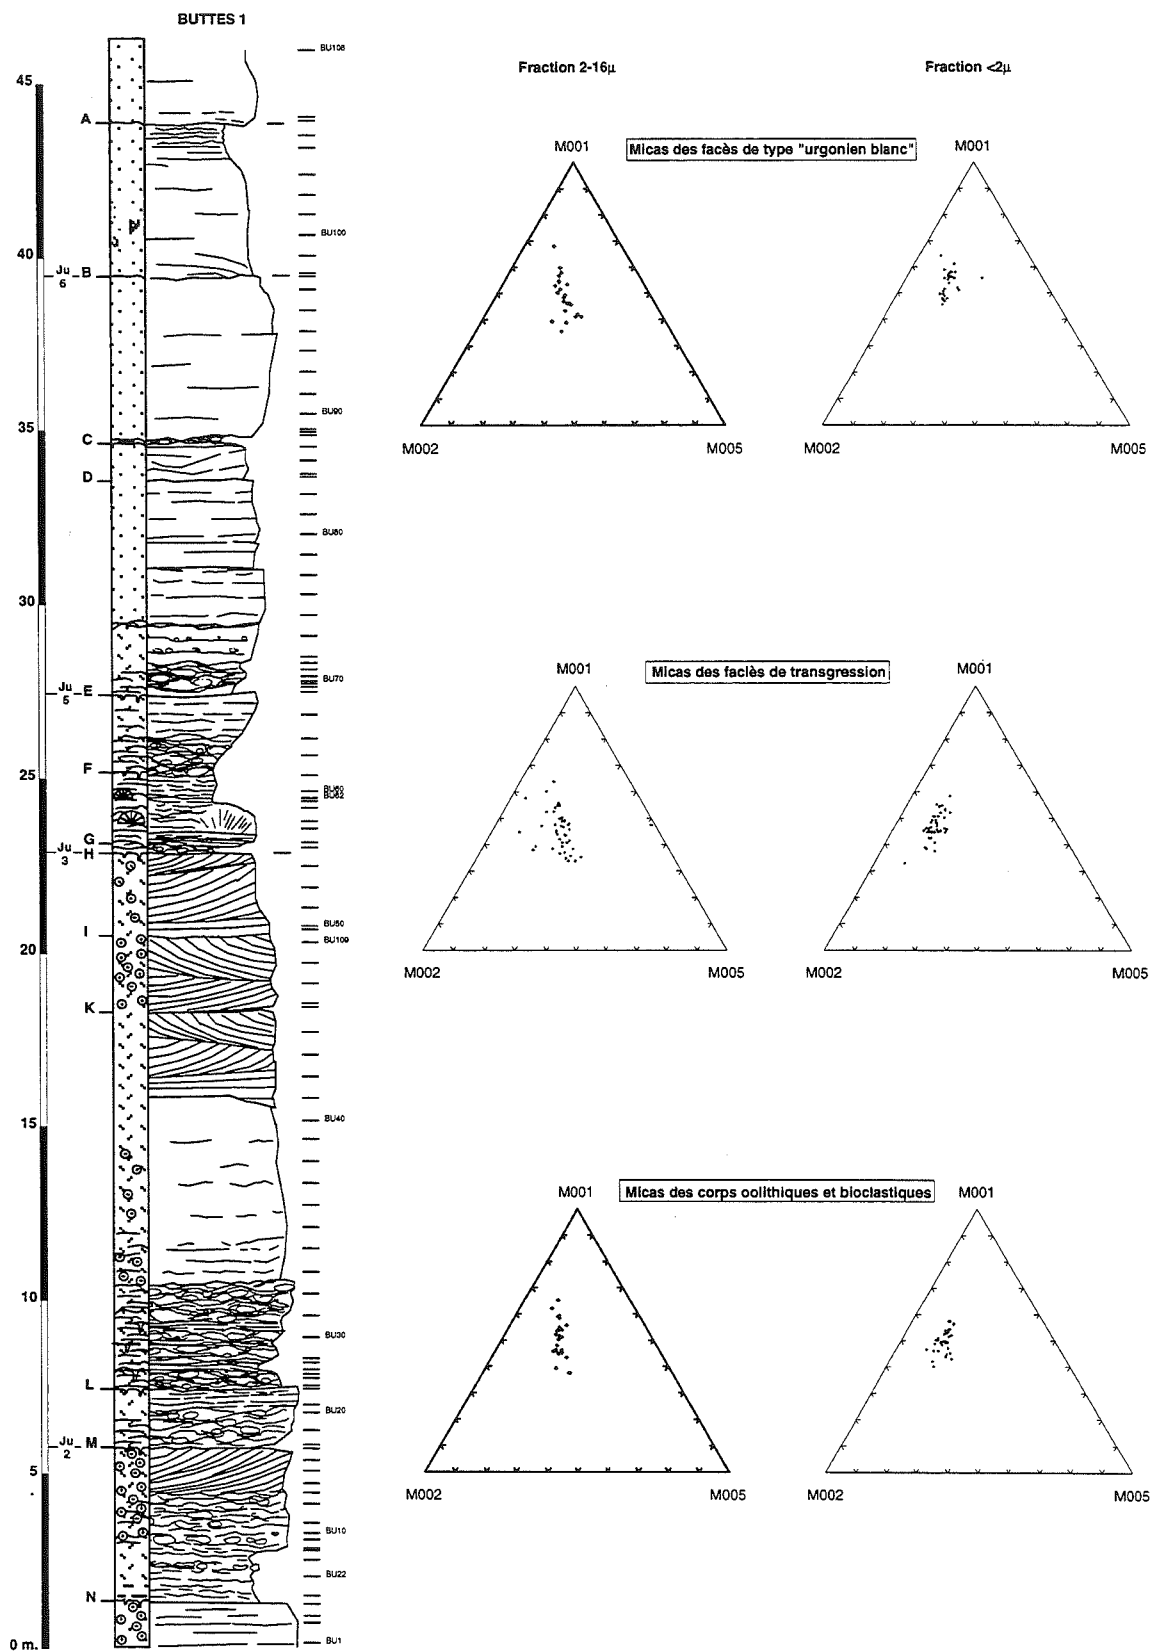 BUTTES 1
BU108
Fraction 2-16µ
Fraction <2µ
45
A
Micas des facès de type "urgonien blanc"
M001
M001
BU100
40
Ju
6
B
BU90
35
C
M002
M005
M002
M005
D
BU80
30
Micas des faciès de transgression
M001
M001
BU70
Ju
5
E
F
25
BU62
G
Ju
3
H
BU50
I
BU109
20
M002
M005
M002
M005
K
15
BU40
Micas des corps oolithiques et bioclastiques
M001
M001
10
BU30
L
BU20
Ju
2
M
5
M002
M005
M002
M005
BU10
BU22
N
0 m.
BU1